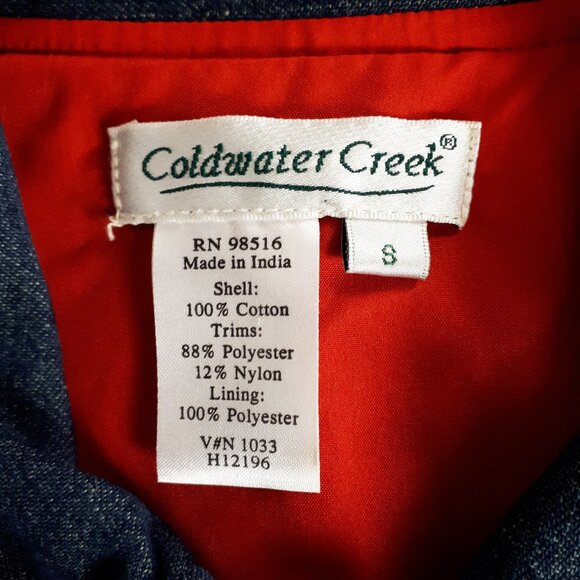 Coldwater Creek®
S
RN 98516
Made in India
Shell:
100% Cotton
Trims:
88% Polyester
12% Nylon
Lining:
100% Polyester
V#N 1033
H12196